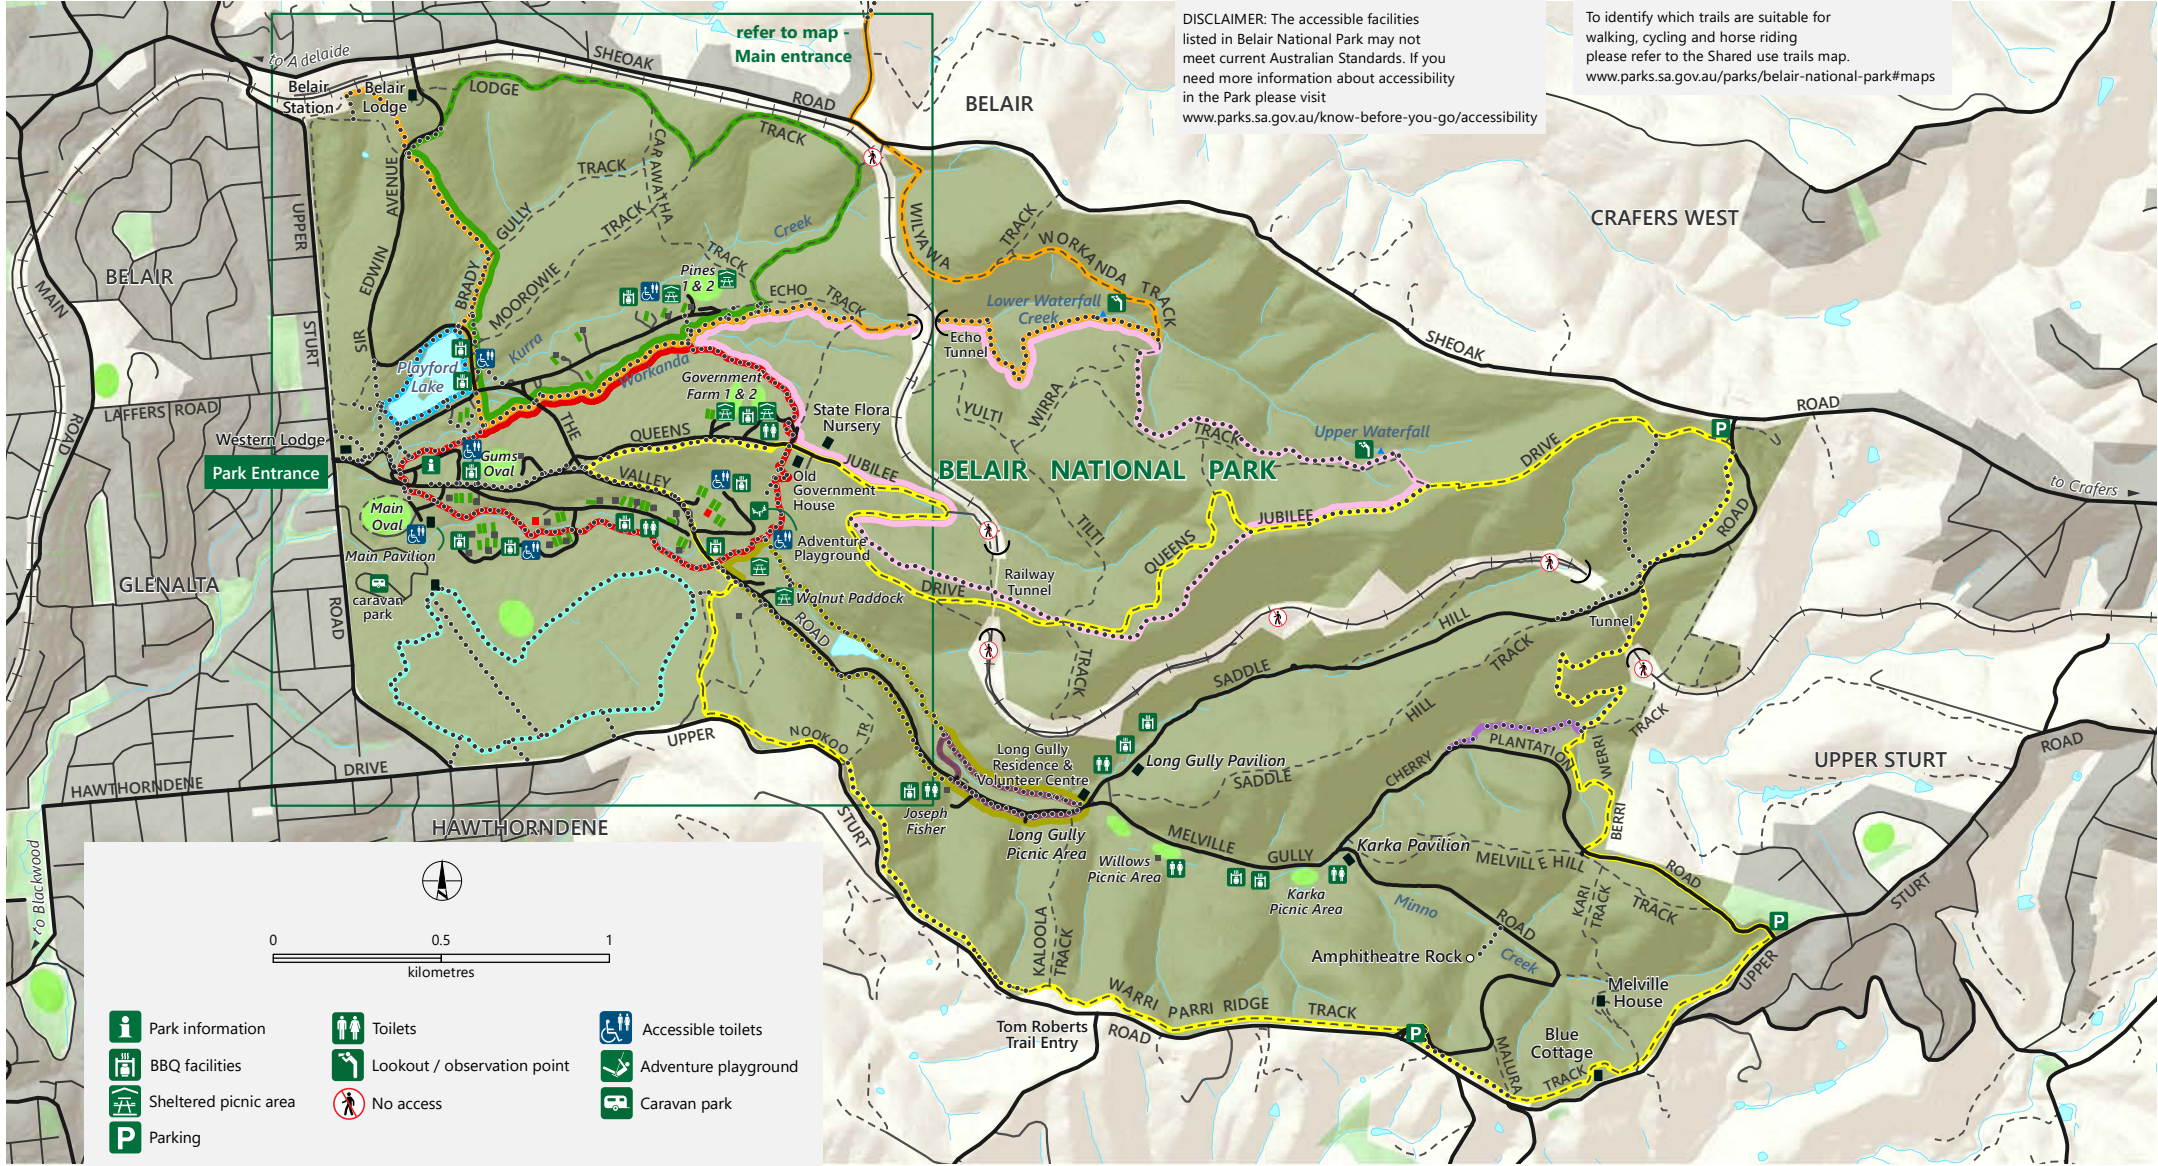 refer to map -
Main entrance
DISCLAIMER: The accessible facilities
listed in Belair National Park may not
meet current Australian Standards. If you
need more information about accessibility
in the Park please visit
www.parks.sa.gov.au/know-before-you-go/accessibility
To identify which trails are suitable for
walking, cycling and horse riding
please refer to the Shared use trails map.
www.parks.sa.gov.au/parks/belair-national-park#maps
to Adelaide
SHEOAK
ROAD
Belair
Station
Belair
Lodge
LODGE
TRACK
BELAIR
CRAFERS WEST
AVENUE
EDWIN
SIR
UPPER
STURT
ROAD
BELAIR
MAIN
ROAD
CARAWATHA
TRACK
GULLY
TRACK
MOOROWIE
TRACK
BRADY
Creek
Kurra
Workanda
Pines
1 & 2
ECHO
TRACK
WILYAWA
TRACK
WORKANDA
TRACK
Lower Waterfall
Creek
Echo
Tunnel
Playford
Lake
LAFFERS ROAD
Western Lodge
Park Entrance
Government
Farm 1 & 2
State Flora
Nursery
THE
QUEENS
VALLEY
JUBILEE
Gums
Oval
Old
Government
House
Main
Oval
Main Pavilion
Adventure
Playground
Walnut Paddock
caravan
park
GLENALTA
BELAIR NATIONAL PARK
YULTI
WIRRA
TRACK
Upper Waterfall
DRIVE
QUEENS
JUBILEE
TILTI
TRACK
DRIVE
Railway
Tunnel
SHEOAK
ROAD
to Crafers
ROAD
Tunnel
SADDLE
HILL
SADDLE
HILL
TRACK
ROAD
UPPER
NOOKOO
TR
STURT
HAWTHORNDENE
DRIVE
HAWTHORNDENE
to Blackwood
Joseph
Fisher
Long Gully
Residence &
Volunteer Centre
Long Gully Pavilion
Long Gully
Picnic Area
MELVILLE
GULLY
Willows
Picnic Area
Karka Pavilion
Karka
Picnic Area
CHERRY
PLANTATION
WERRI
BERRI
TRACK
UPPER STURT
ROAD
MELVILLE HILL
TRACK
KARI
TRACK
ROAD
STURT
UPPER
Minno
Creek
ROAD
Amphitheatre Rock
Melville
House
Blue
Cottage
KALOOLA
TRACK
WARRI PARRI RIDGE TRACK
Tom Roberts
Trail Entry
ROAD
MALURA
TRACK
0 0.5 1
kilometres
Park information
Toilets
Accessible toilets
BBQ facilities
Lookout / observation point
Adventure playground
Sheltered picnic area
No access
Caravan park
P
Parking
P
P
P